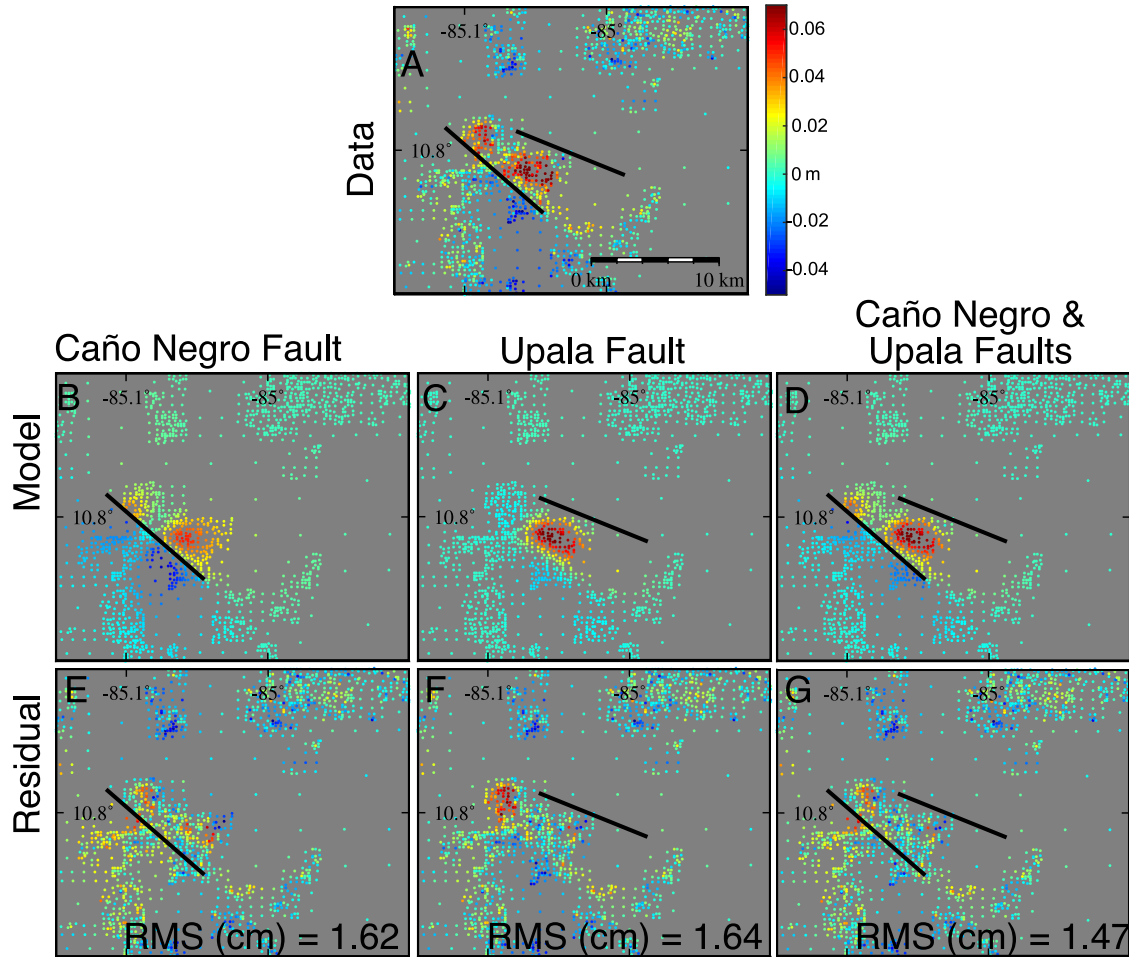 A
-85.1°
-85°
10.8°
Data
0 km
10 km
0.06
0.04
0.02
0 m
-0.02
-0.04
Caño Negro Fault
Upala Fault
Caño Negro &
Upala Faults
Model
B
-85.1°
-85°
10.8°
C
-85.1°
-85°
10.8°
D
-85.1°
-85°
10.8°
Residual
E
-85.1°
-85°
10.8°
RMS (cm) = 1.62
F
-85.1°
-85°
10.8°
RMS (cm) = 1.64
G
-85.1°
-85°
10.8°
RMS (cm) = 1.47